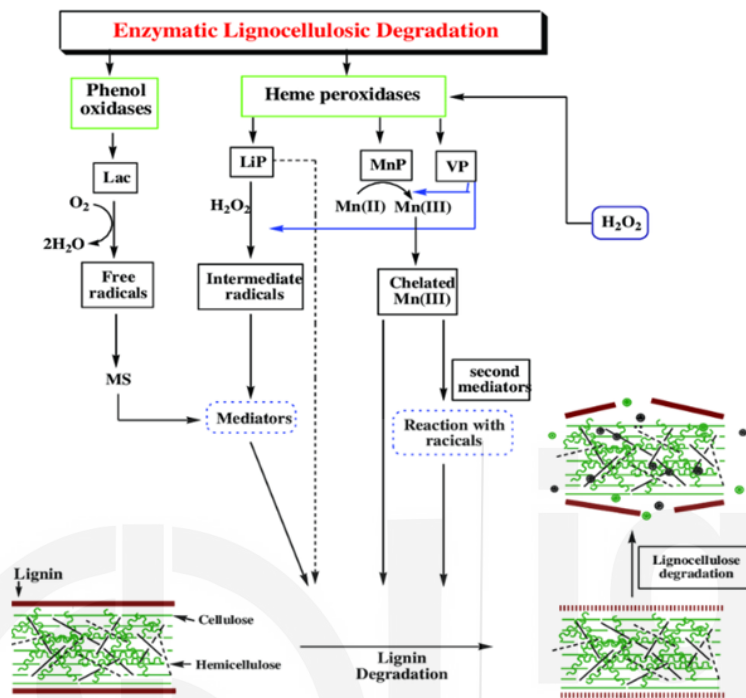 Enzymatic Lignocellulosic Degradation
Phenol
oxidases
Heme peroxidases
Lac
LiP
MnP
VP
O₂
2H₂O
H₂O₂
Mn(II)
Mn(III)
H₂O₂
Free
radicals
Intermediate
radicals
Chelated
Mn(III)
MS
Mediators
second
mediators
Reaction with
racicals
Lignin
Cellulose
Hemicellulose
Lignin
Degradation
Lignocellulose
degradation